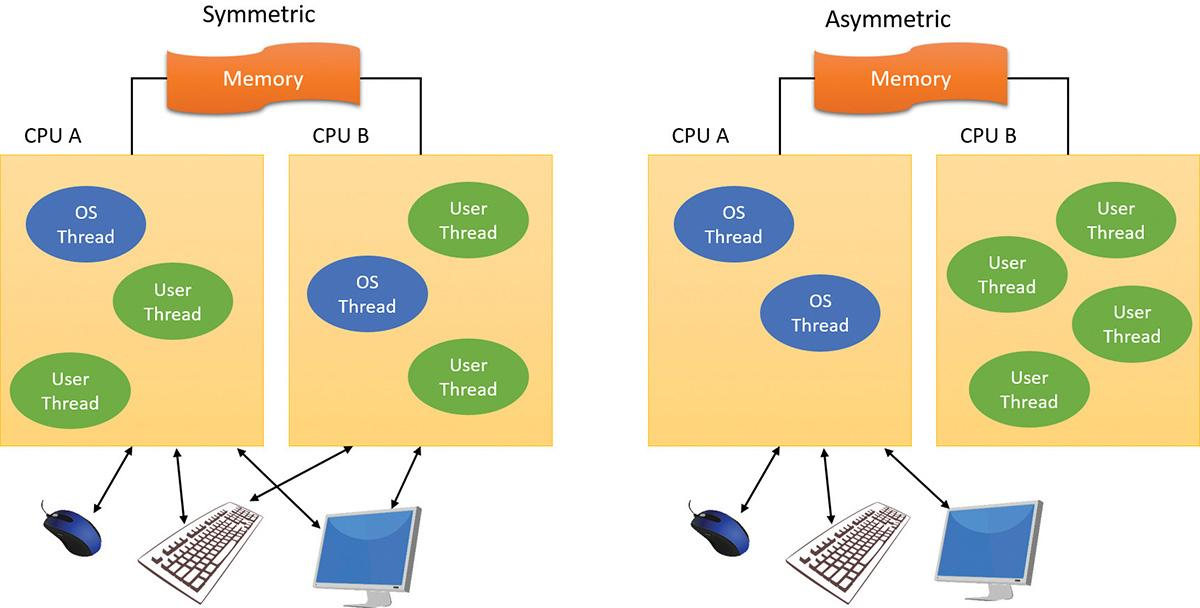 Symmetric
Memory
CPU A
CPU B
OS
Thread
User
Thread
User
Thread
User
Thread
OS
Thread
User
Thread
Asymmetric
Memory
CPU A
CPU B
OS
Thread
OS
Thread
User
Thread
User
Thread
User
Thread
User
Thread